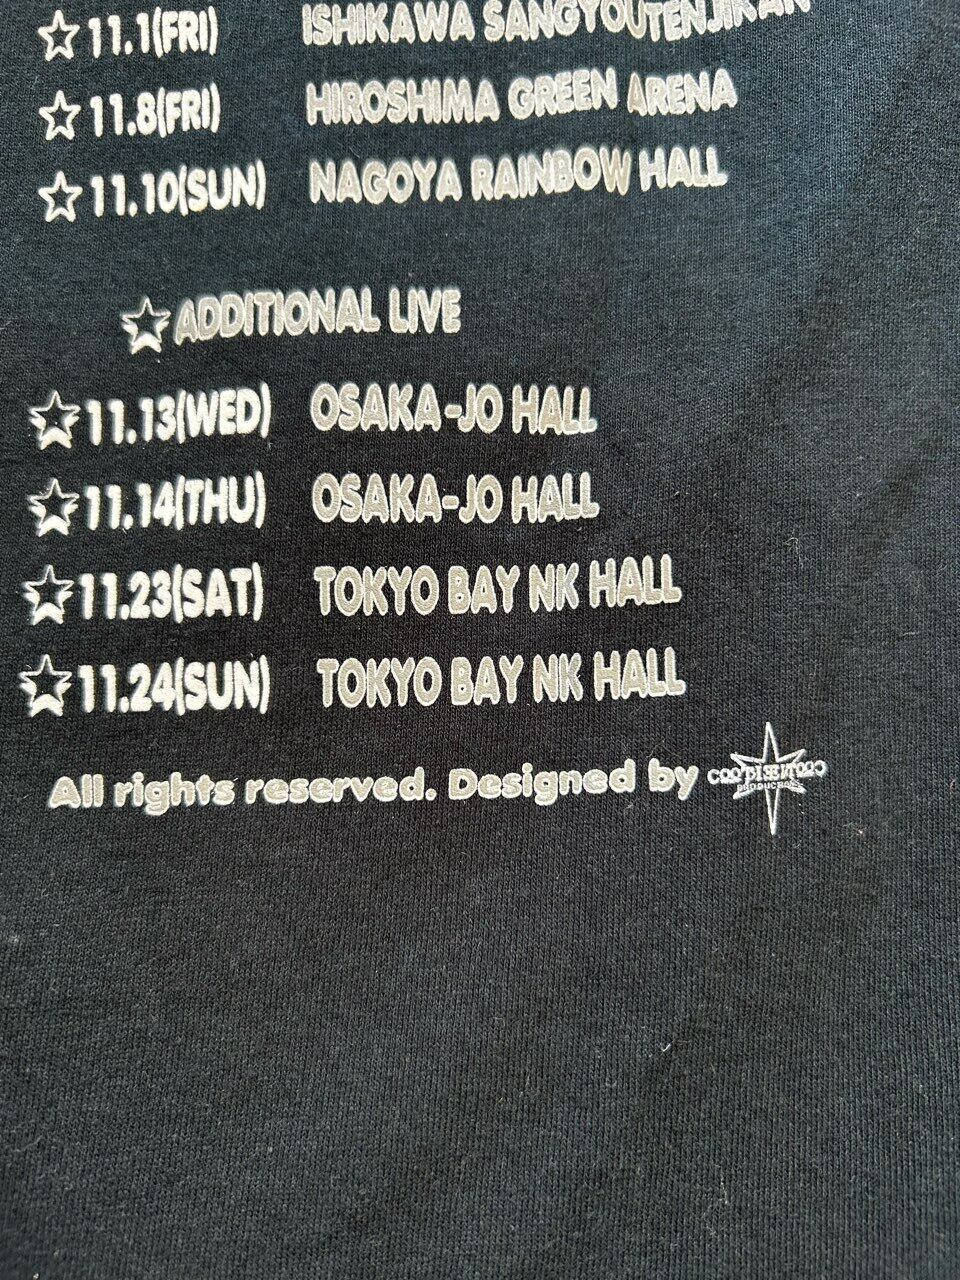 ☆11.1(FRI) ISHIKAWA SANGYOUTENJIKAN
☆11.8(FRI) HIROSHIMA GREEN ARENA
☆11.10(SUN) NAGOYA RAINBOW HALL
☆ADDITIONAL LIVE
☆11.13(WED) OSAKA-JO HALL
☆11.14(THU) OSAKA-JO HALL
☆11.23(SAT) TOKYO BAY NK HALL
☆11.24(SUN) TOKYO BAY NK HALL
All rights reserved. Designed by